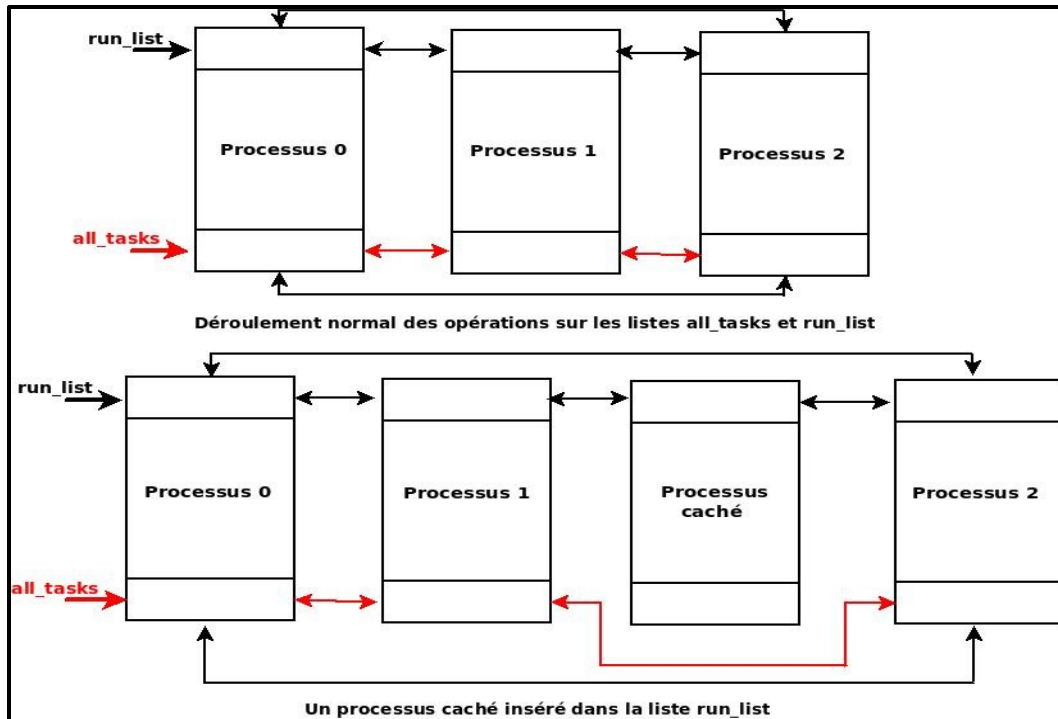 run_list
Processus 0
Processus 1
Processus 2
all_tasks
Déroulement normal des opérations sur les listes all_tasks et run_list
run_list
Processus 0
Processus 1
Processus
caché
Processus 2
all_tasks
Un processus caché inséré dans la liste run_list